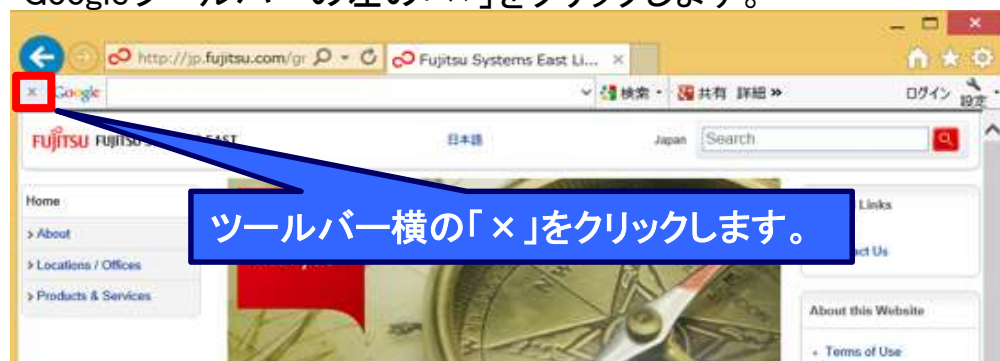 Googleツールバーの左の「×」をクリックします。
http://jp.fujitsu.com/gr
Fujitsu Systems East Li... ×
× Google 検索 共有 詳細 » ログイン 設定
FUJITSU EAST 日本語 Japan Search
Home
> About
> Locations / Offices
> Products & Services
ツールバー横の「×」をクリックします。
Links
Us
About this Website
Terms of Use